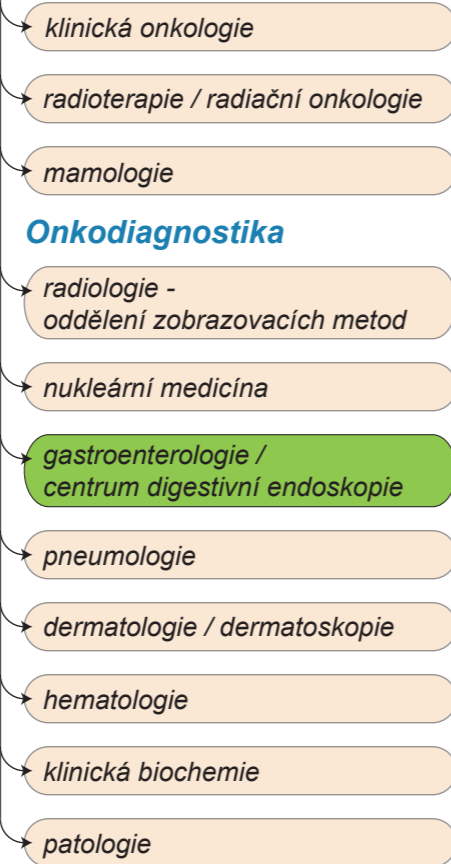 klinická onkologie
radioterapie / radiační onkologie
mamologie
Onkodiagnostika
radiologie -
oddělení zobrazovacích metod
nukleární medicína
gastroenterologie /
centrum digestivní endoskopie
pneumologie
dermatologie / dermatoskopie
hematologie
klinická biochemie
patologie